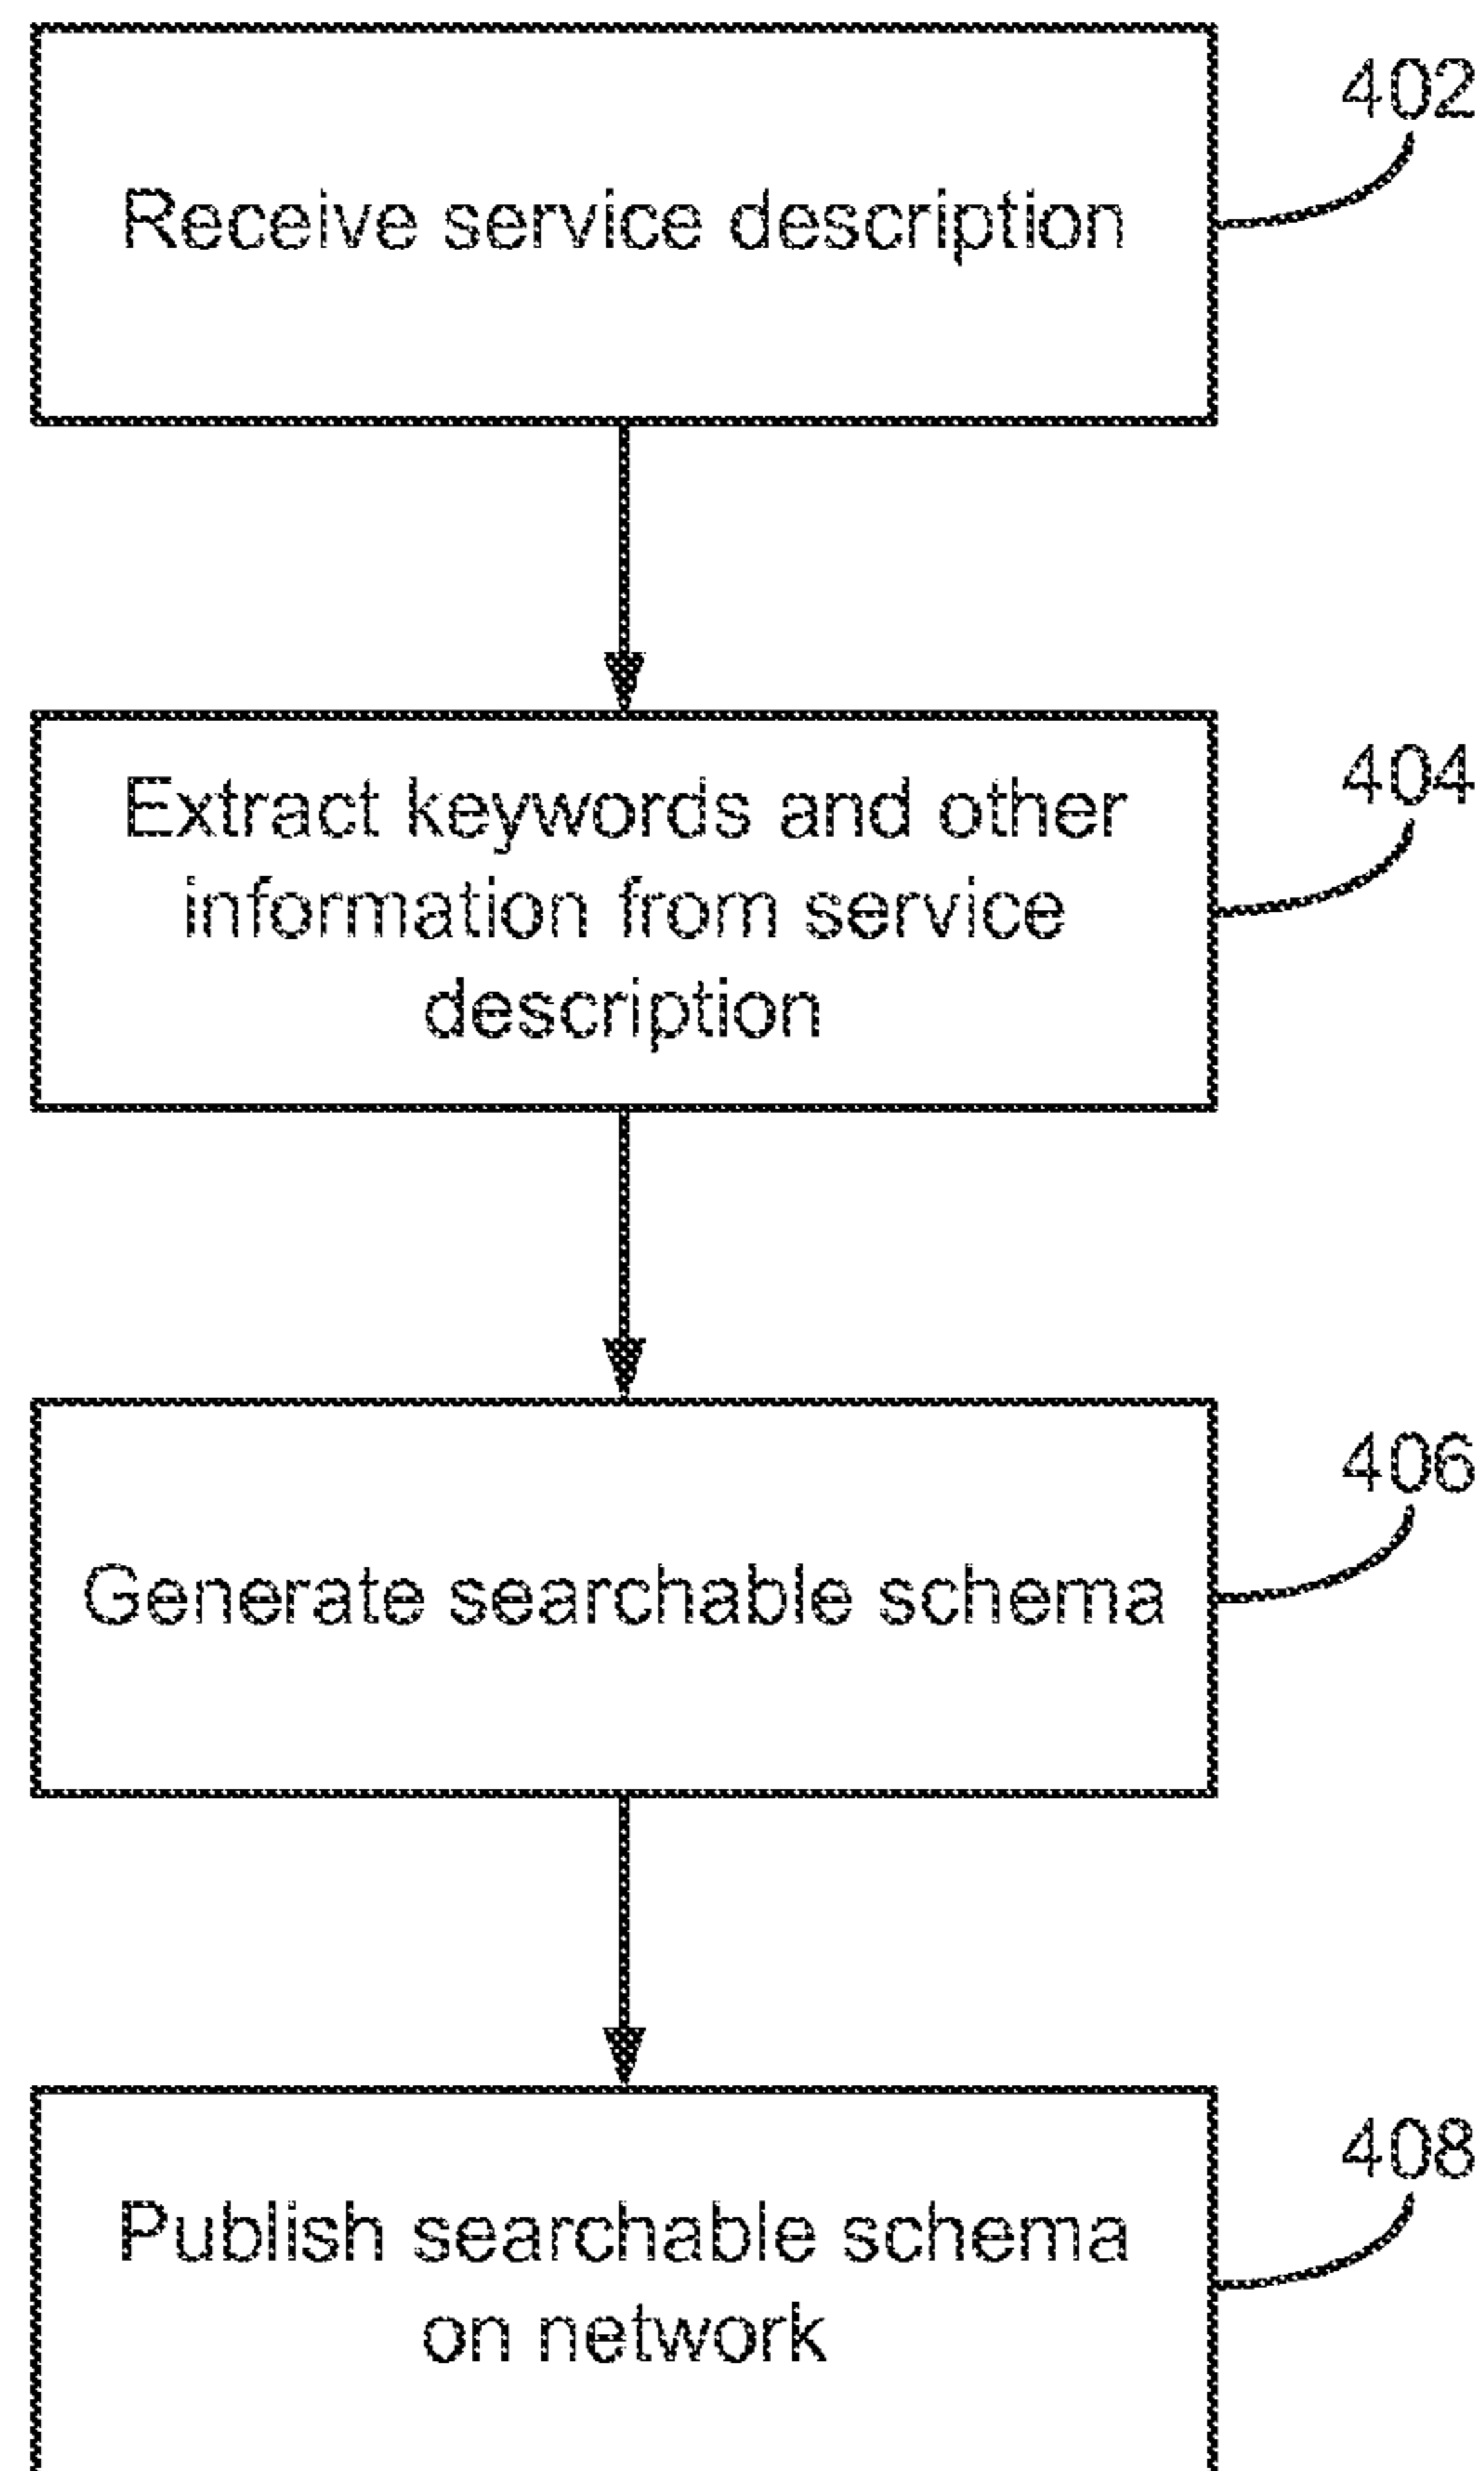 402
Receive service description
404
Extract keywords and other
information from service
description
406
Generate searchable schema
408
Publish searchable schema
on network